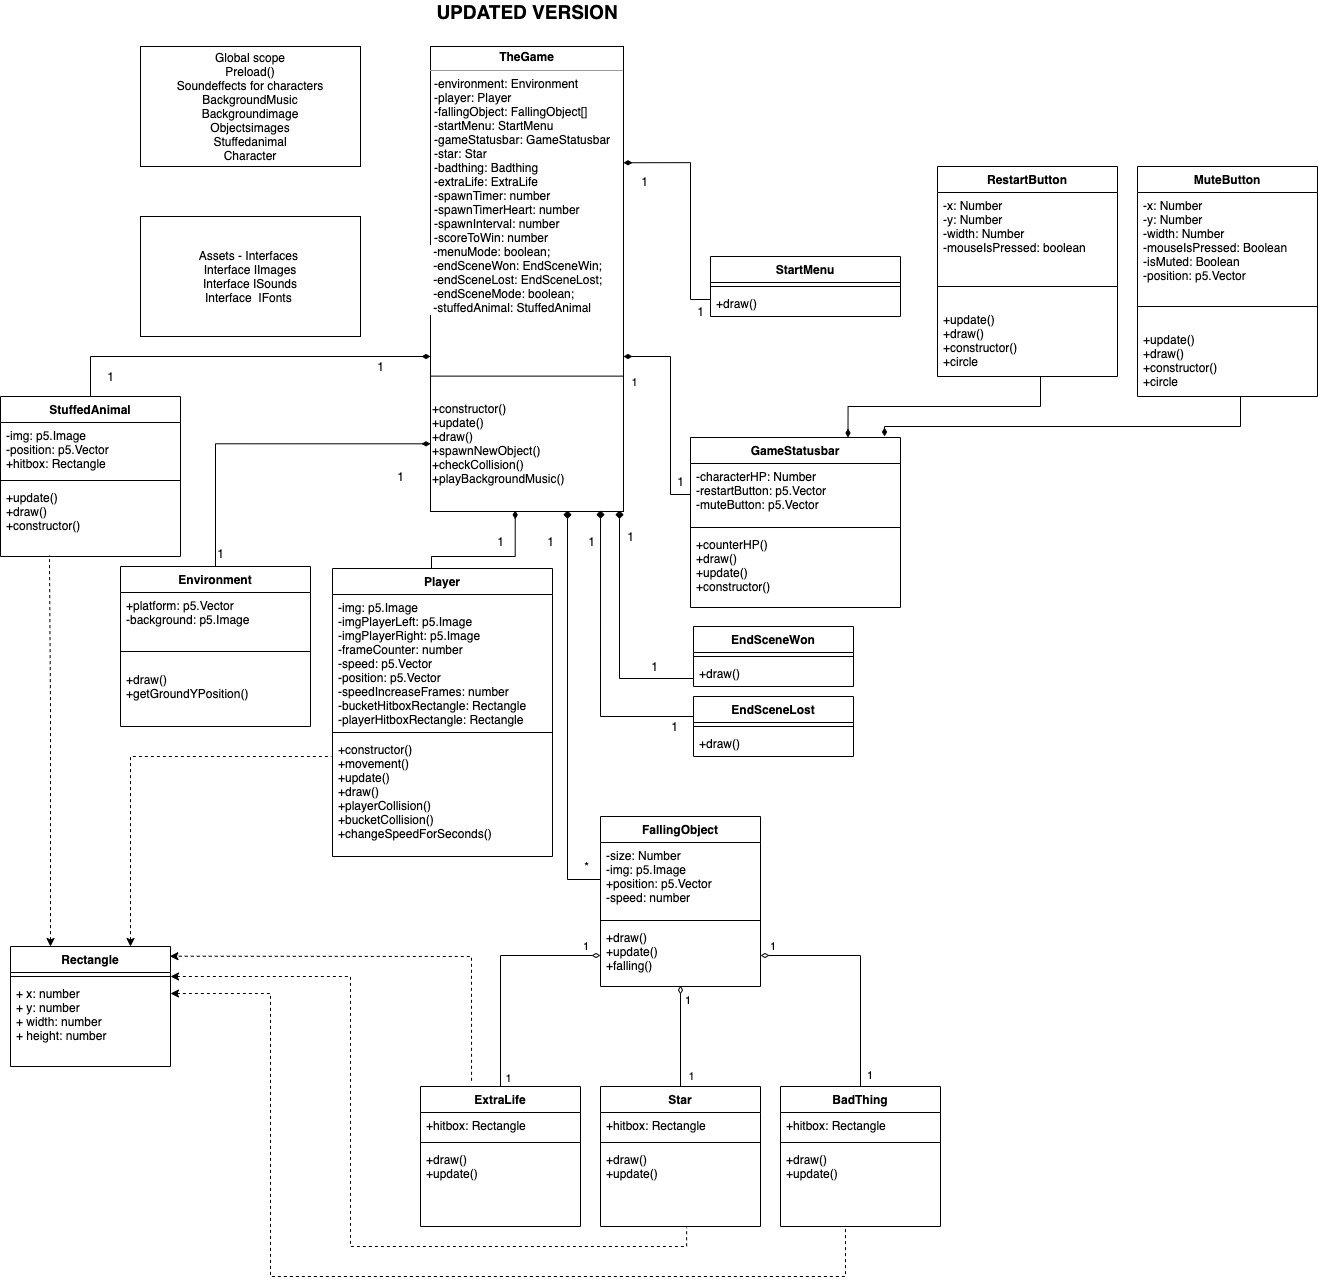 UPDATED VERSION
Global scope
Preload()
Soundeffects for characters
BackgroundMusic
Backgroundimage
Objectsimages
Stuffedanimal
Character
Assets - Interfaces
Interface IImages
Interface ISounds
Interface  IFonts
TheGame
-environment: Environment
-player: Player
-fallingObject: FallingObject[]
-startMenu: StartMenu
-gameStatusbar: GameStatusbar
-star: Star
-badthing: Badthing
-extraLife: ExtraLife
-spawnTimer: number
-spawnTimerHeart: number
-spawnInterval: number
-scoreToWin: number
-menuMode: boolean;
-endSceneWon: EndSceneWin;
-endSceneLost: EndSceneLost;
-endSceneMode: boolean;
-stuffedAnimal: StuffedAnimal
+constructor()
+update()
+draw()
+spawnNewObject()
+checkCollision()
+playBackgroundMusic()
1
1
StartMenu
+draw()
RestartButton
-x: Number
-y: Number
-width: Number
-mouseIsPressed: boolean
+update()
+draw()
+constructor()
+circle
MuteButton
-x: Number
-y: Number
-width: Number
-mouseIsPressed: Boolean
-isMuted: Boolean
-position: p5.Vector
+update()
+draw()
+constructor()
+circle
1
1
StuffedAnimal
-img: p5.Image
-position: p5.Vector
+hitbox: Rectangle
+update()
+draw()
+constructor()
1
1
GameStatusbar
-characterHP: Number
-restartButton: p5.Vector
-muteButton: p5.Vector
+counterHP()
+draw()
+update()
+constructor()
1
1
Environment
+platform: p5.Vector
-background: p5.Image
+draw()
+getGroundYPosition()
1
1
1
1
Player
-img: p5.Image
-imgPlayerLeft: p5.Image
-imgPlayerRight: p5.Image
-frameCounter: number
-speed: p5.Vector
-position: p5.Vector
-speedIncreaseFrames: number
-bucketHitboxRectangle: Rectangle
-playerHitboxRectangle: Rectangle
+constructor()
+movement()
+update()
+draw()
+playerCollision()
+bucketCollision()
+changeSpeedForSeconds()
1
EndSceneWon
+draw()
1
EndSceneLost
+draw()
*
FallingObject
-size: Number
-img: p5.Image
+position: p5.Vector
-speed: number
+draw()
+update()
+falling()
1
1
1
Rectangle
+ x: number
+ y: number
+ width: number
+ height: number
1
1
1
ExtraLife
+hitbox: Rectangle
+draw()
+update()
Star
+hitbox: Rectangle
+draw()
+update()
BadThing
+hitbox: Rectangle
+draw()
+update()